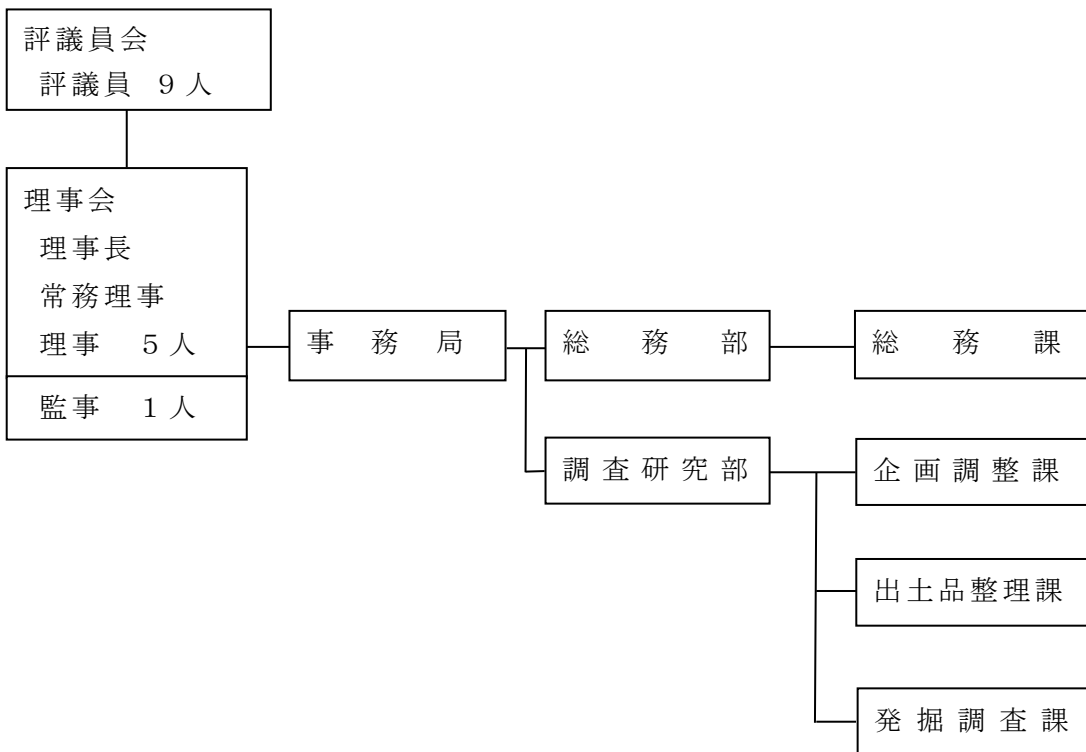 評議員会
評議員 9人
理事会
理事長
常務理事
理事 5人
監事 1人
事務局
総務部
総務課
調査研究部
企画調整課
出土品整理課
発掘調査課